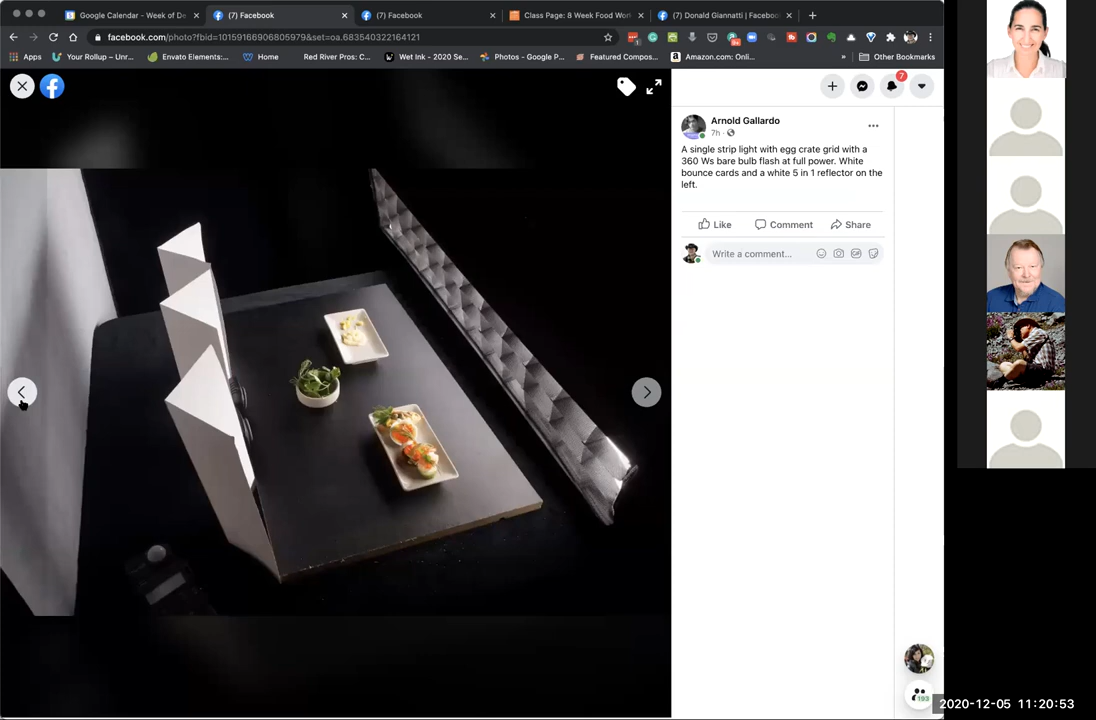 Google Calendar - Week of De
(7) Facebook
(7) Facebook
Class Page: 8 Week Food Wor
(7) Donald Giannatti | Faceboo
facebook.com/photo?fbid=10159166906805979&set=oa.683540322164121
Apps
Your Rollup – Unr...
Envato Elements:...
Home
Red River Pros: C...
Wet Ink - 2020 Se...
Photos - Google P...
Featured Compos...
Amazon.com: Onli...
»
Other Bookmarks
7
Arnold Gallardo
7h ·
A single strip light with egg crate grid with a
360 Ws bare bulb flash at full power. White
bounce cards and a white 5 in 1 reflector on the
left.
Like
Comment
Share
Write a comment...
193
2020-12-05 11:20:53